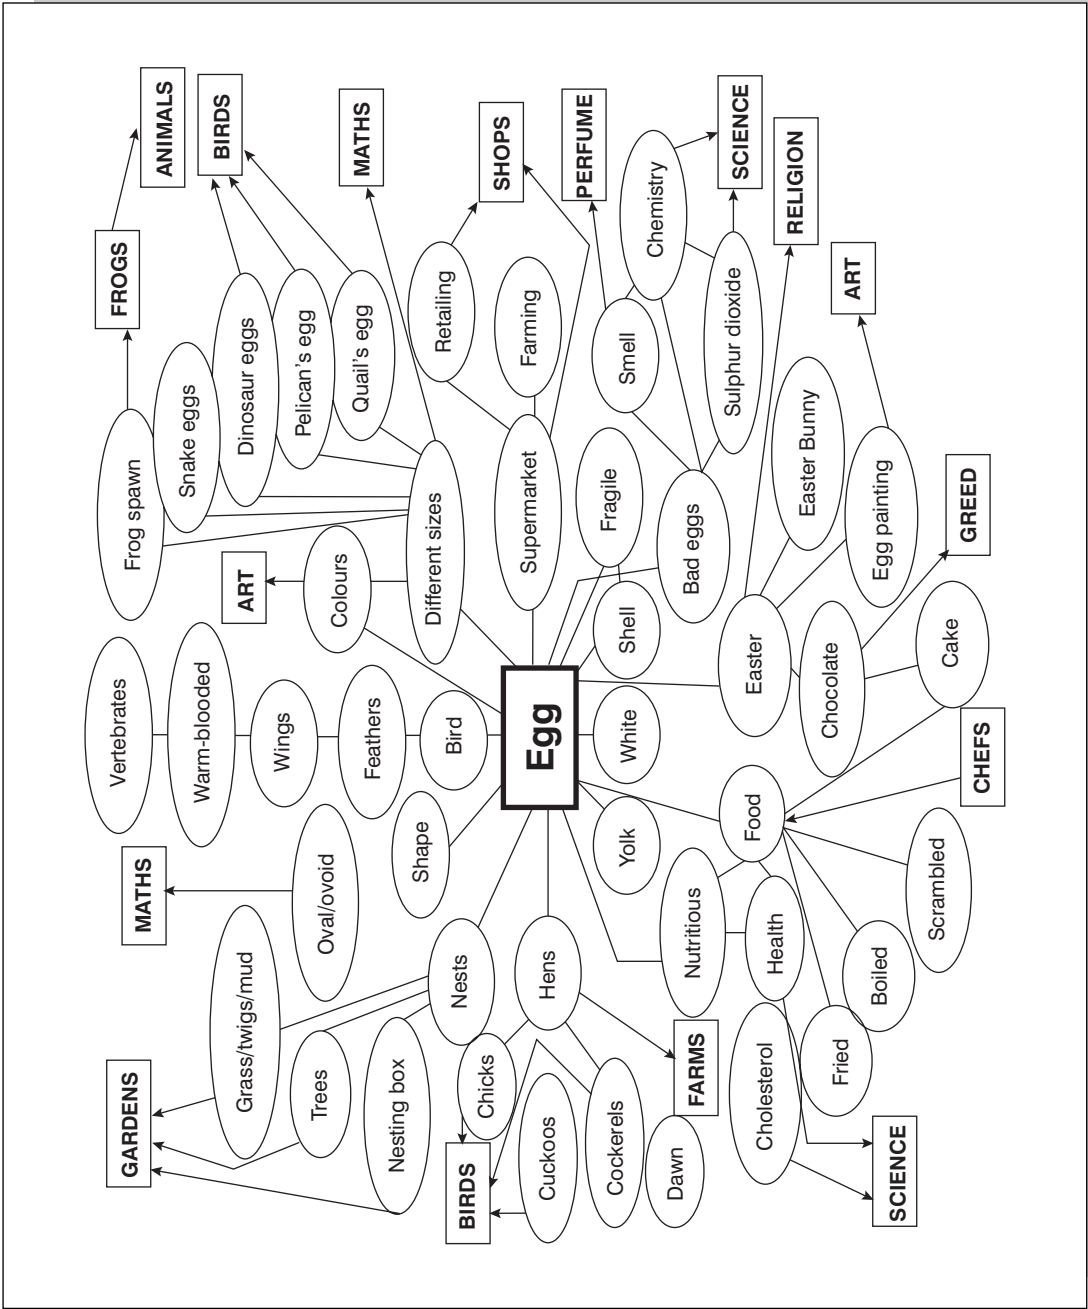 GARDENS
Grass/twigs/mud
Trees
Nesting box
BIRDS
Chicks
Cuckoos
Cockerels
Dawn
FARMS
Cholesterol
SCIENCE
Fried
Boiled
Scrambled
Nests
Hens
Nutritious
Health
MATHS
Oval/ovoid
Shape
Yolk
Food
CHEFS
Vertebrates
Warm-blooded
Wings
Feathers
Bird
Egg
White
Shell
Easter
Chocolate
Cake
ART
Colours
Different sizes
Supermarket
Fragile
Bad eggs
Egg painting
GREED
Frog spawn
Snake eggs
Dinosaur eggs
Pelican's egg
Quail's egg
Retailing
Farming
Smell
Sulphur dioxide
Easter Bunny
ART
FROGS
ANIMALS
BIRDS
MATHS
SHOPS
PERFUME
Chemistry
SCIENCE
RELIGION